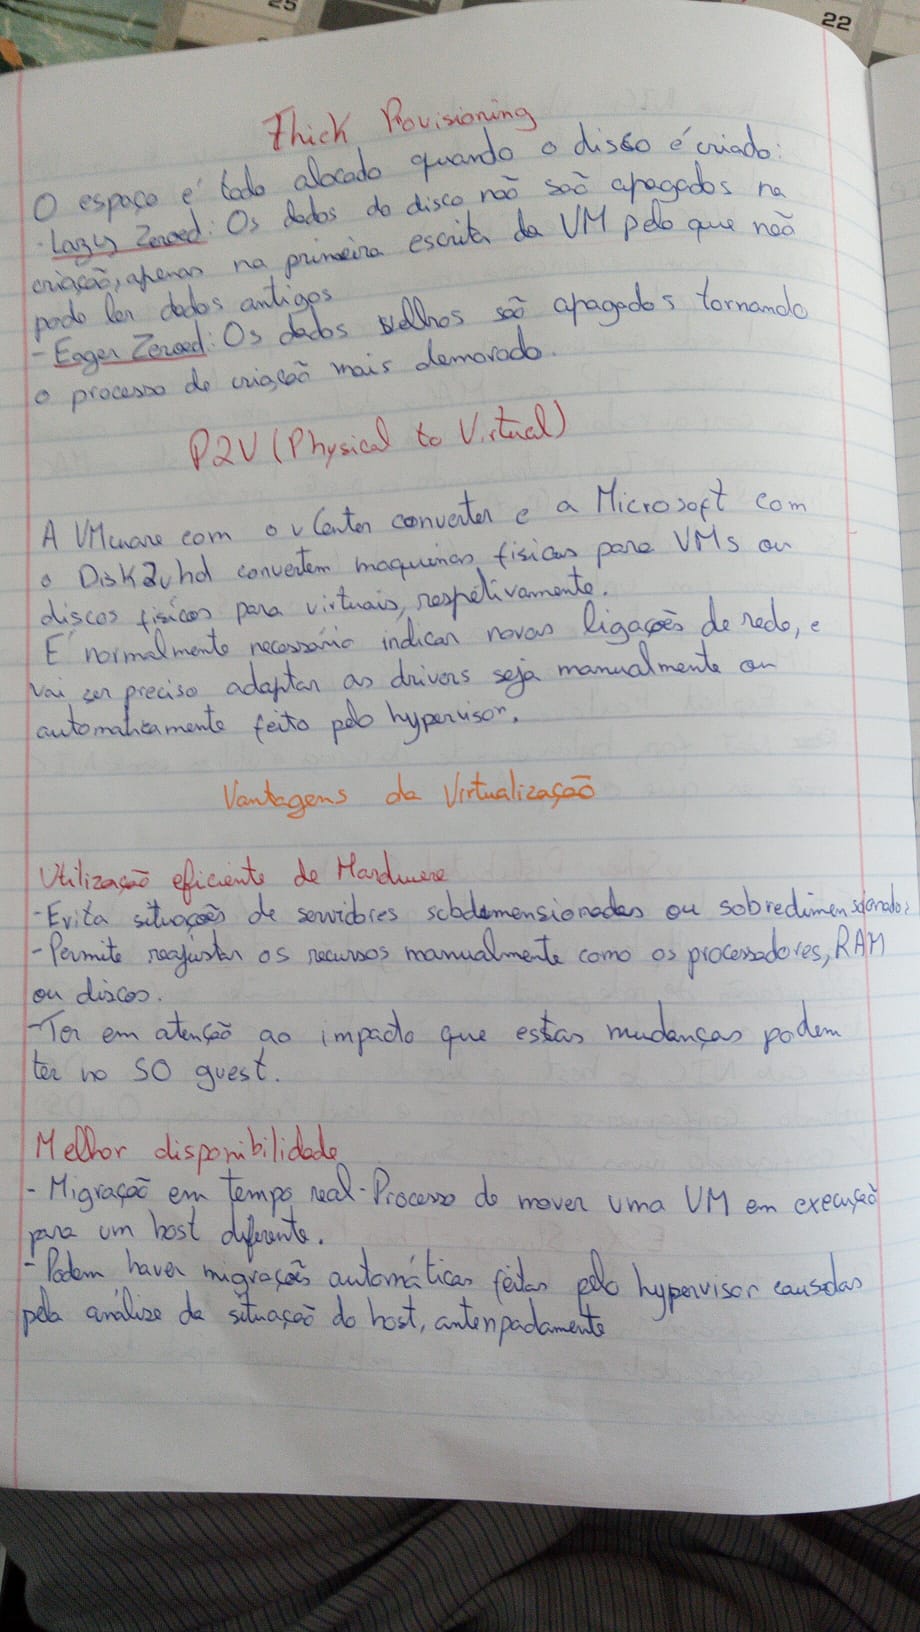 25
22
Thick Provisioning
O espaço é todo alocado quando o disco é criado:
- Lazy Zeroed: Os dados do disco não são apagados na
criação, apenas na primeira escrita da VM pelo que não
pode ler dados antigos
- Eager Zeroed: Os dados velhos são apagados tornando
o processo de criação mais demorado.
P2V (Physical to Virtual)
A VMware com o vCenter converter e a Microsoft com
o Disk2vhd convertem maquinas fisicas para VMs ou
discos fisicos para virtuais, respetivamente.
É normalmente necessário indicar novas ligações de rede, e
vai ser preciso adaptar os drivers seja manualmente ou
automaticamente feito pelo hypervisor.
Vantagens da Virtualização
Utilização eficiente de Hardware
- Evita situações de servidores subdimensionados ou sobredimensionados
- Permite reajustar os recursos manualmente como os processadores, RAM
ou discos.
- Ter em atenção ao impacto que estas mudanças podem
ter no SO guest.
Melhor disponibilidade
- Migração em tempo real - Processo de mover uma VM em execução
para um host diferente.
- Podem haver migrações automáticas feitas pelo hypervisor causadas
pela análise da situação do host, antecipadamente